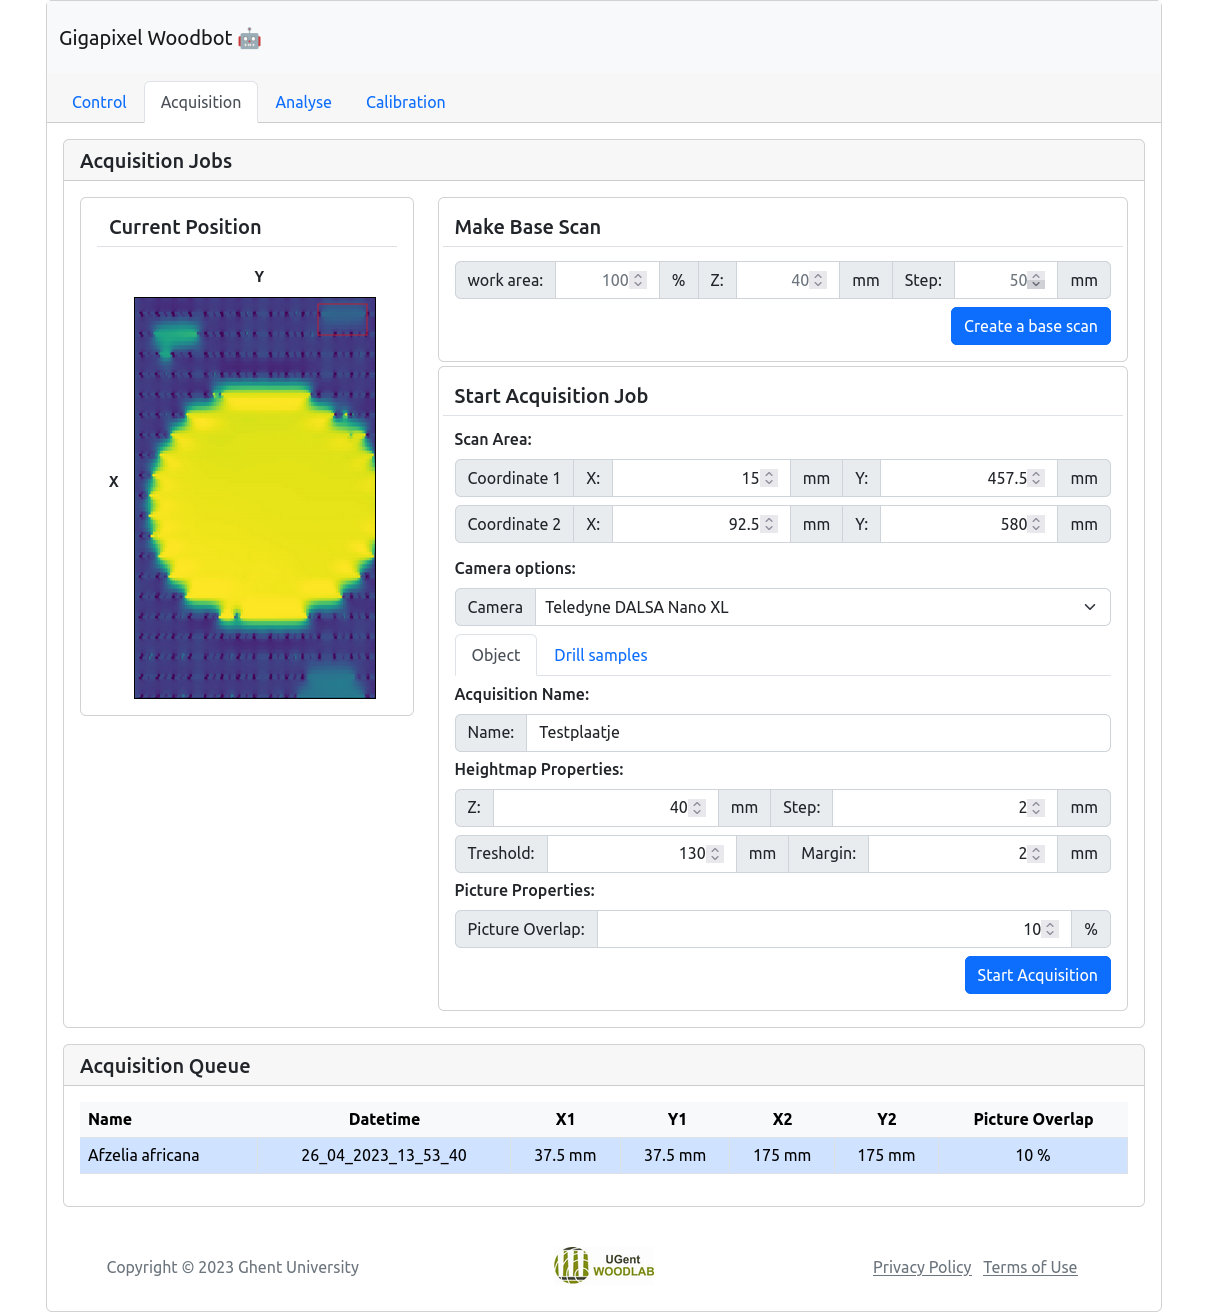 Gigapixel Woodbot 🤖
Control Acquisition Analyse Calibration
Acquisition Jobs
Current Position
Y
X
Make Base Scan
work area: 100 % Z: 40 mm Step: 50 mm
Create a base scan
Start Acquisition Job
Scan Area:
Coordinate 1 X: 15 mm Y: 457.5 mm
Coordinate 2 X: 92.5 mm Y: 580 mm
Camera options:
Camera Teledyne DALSA Nano XL
Object Drill samples
Acquisition Name:
Name: Testplaatje
Heightmap Properties:
Z: 40 mm Step: 2 mm
Treshold: 130 mm Margin: 2 mm
Picture Properties:
Picture Overlap: 10 %
Start Acquisition
Acquisition Queue
Name Datetime X1 Y1 X2 Y2 Picture Overlap
Afzelia africana 26_04_2023_13_53_40 37.5 mm 37.5 mm 175 mm 175 mm 10 %
Copyright © 2023 Ghent University
UGent
WOODLAB
Privacy Policy Terms of Use